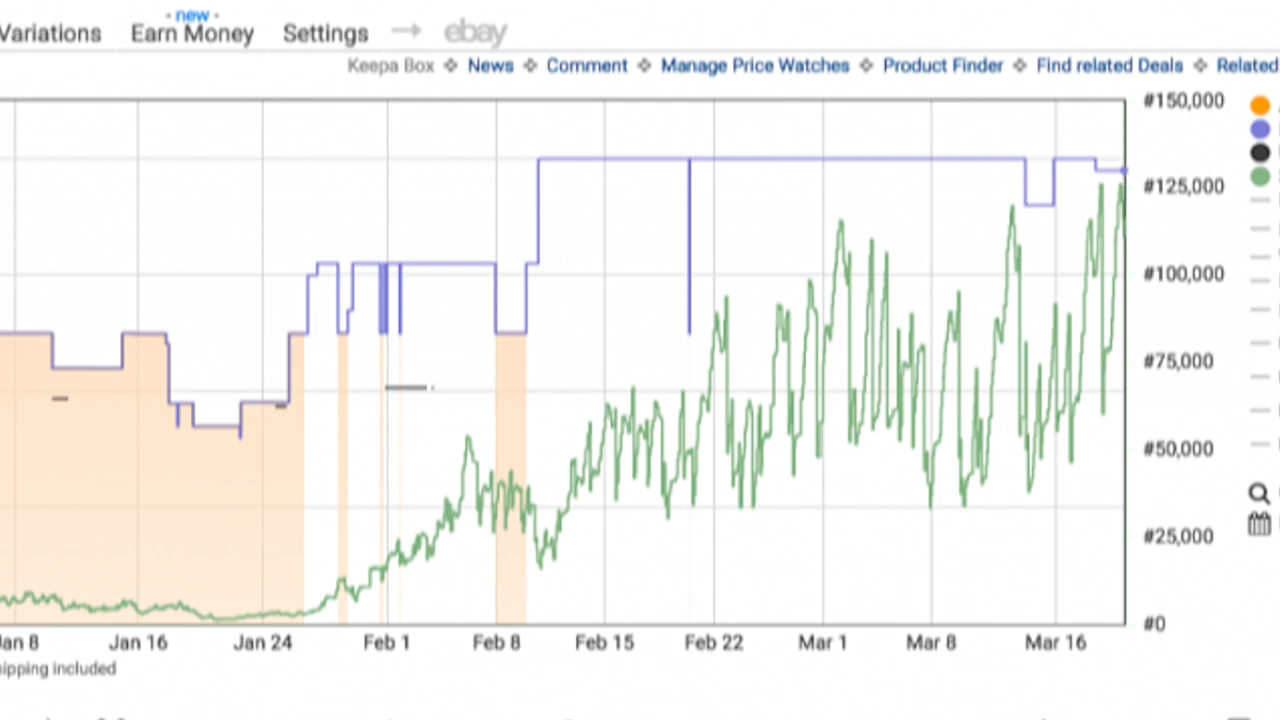 - new -
Variations Earn Money Settings → ebay
Keepa Box ❖ News ❖ Comment ❖ Manage Price Watches ❖ Product Finder ❖ Find related Deals ❖ Related
#150,000
#125,000
#100,000
#75,000
#50,000
#25,000
#0
Jan 8 Jan 16 Jan 24 Feb 1 Feb 8 Feb 15 Feb 22 Mar 1 Mar 8 Mar 16
ipping included